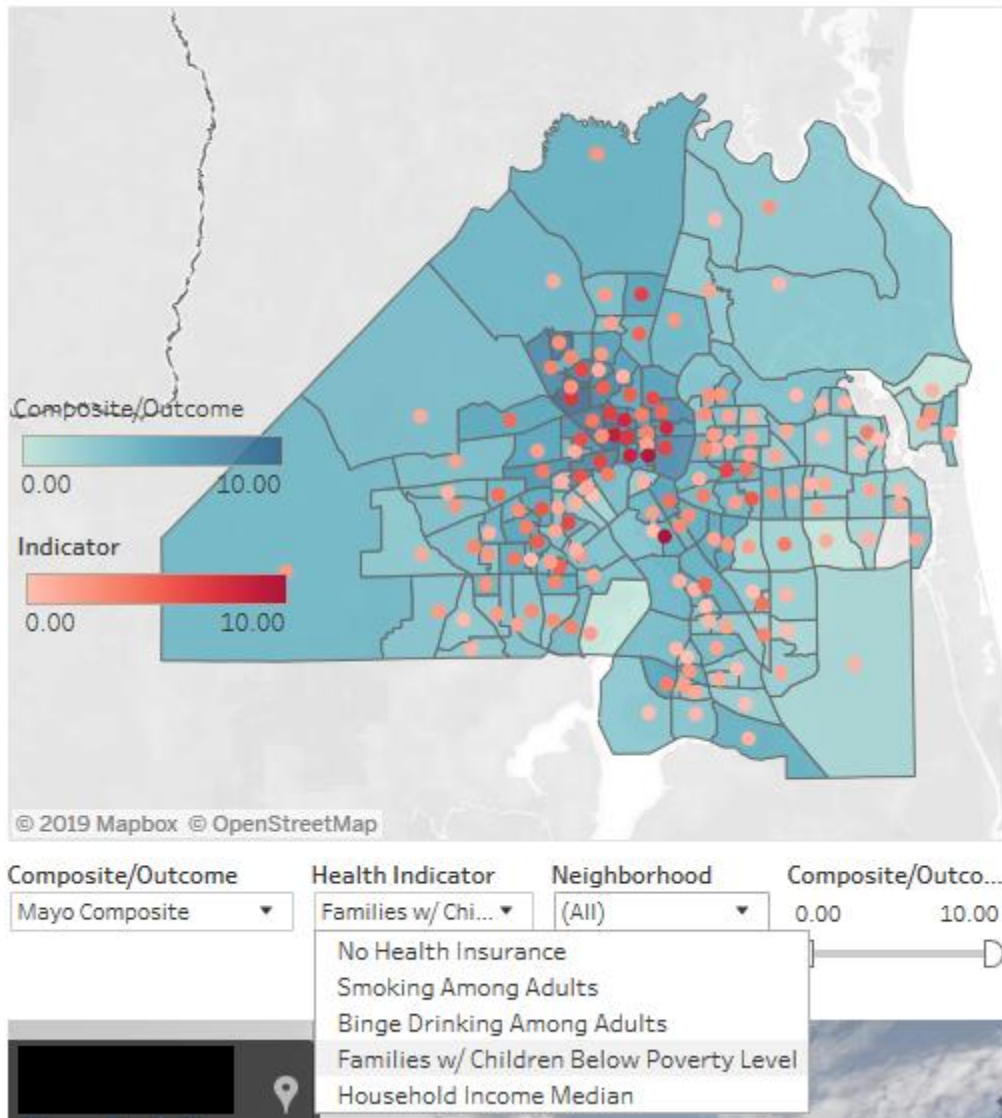 Composite/Outcome
0.00 10.00
Indicator
0.00 10.00
© 2019 Mapbox © OpenStreetMap
Composite/Outcome Health Indicator Neighborhood Composite/Outco...
Mayo Composite Families w/ Chi... (All) 0.00 10.00
No Health Insurance
Smoking Among Adults
Binge Drinking Among Adults
Families w/ Children Below Poverty Level
Household Income Median